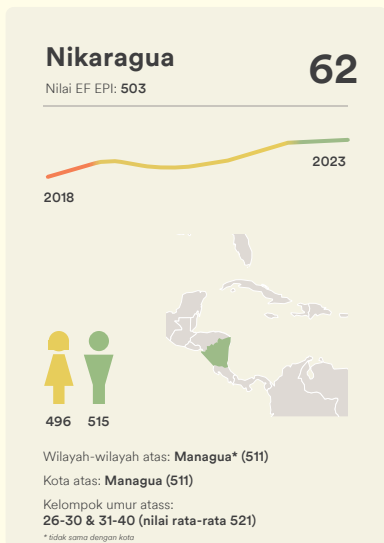 Nikaragua
62
Nilai EF EPI: 503
2023
2018
496 515
Wilayah-wilayah atas: Managua* (511)
Kota atas: Managua (511)
Kelompok umur atass:
26-30 & 31-40 (nilai rata-rata 521)
* tidak sama dengan kota